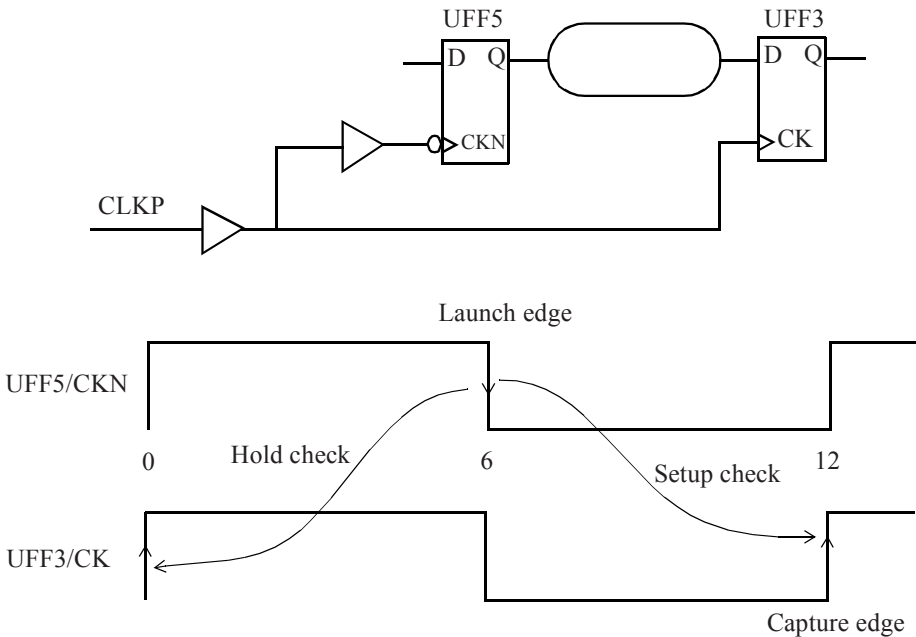 UFF5
UFF3
D Q
D Q
CKN
CK
CLKP
Launch edge
UFF5/CKN
Hold check
Setup check
0
6
12
UFF3/CK
Capture edge